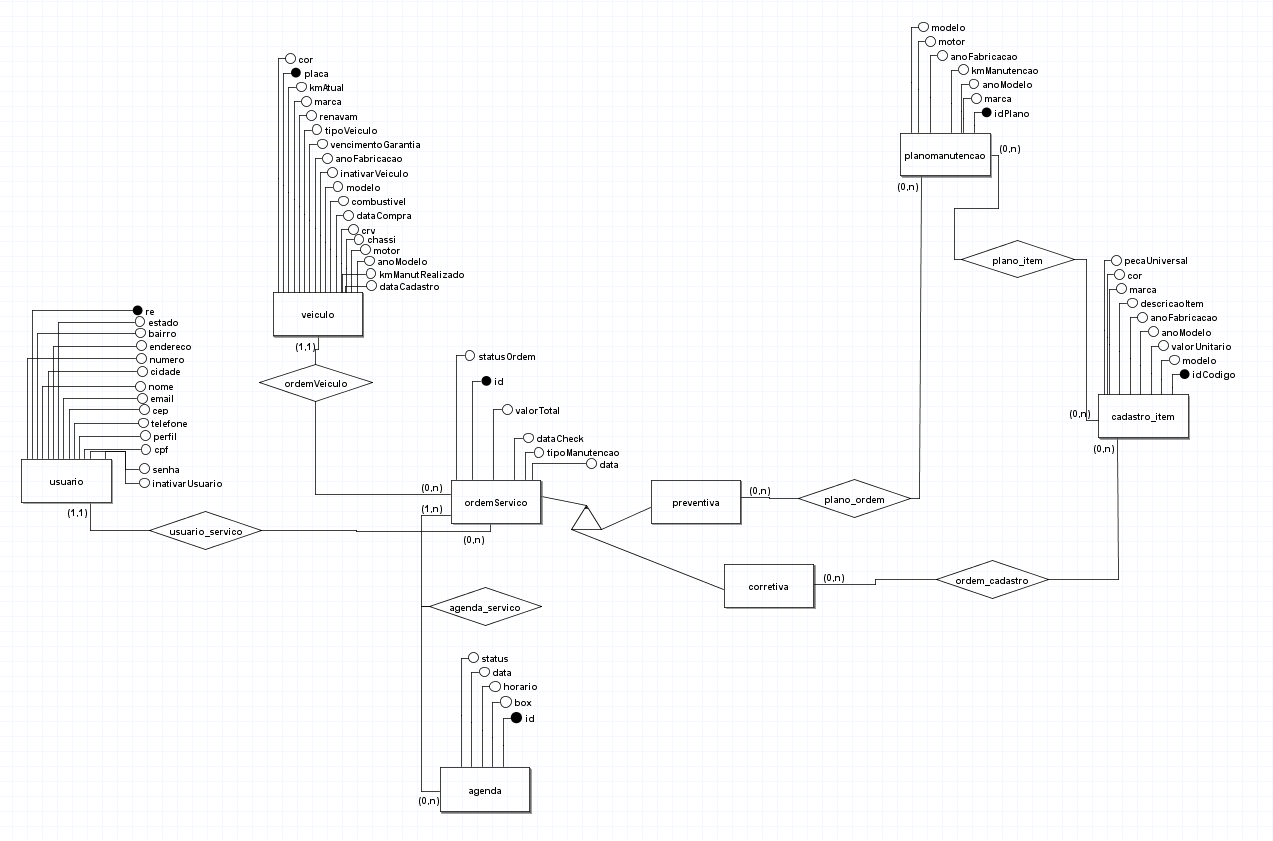 modelo
motor
anoFabricacao
kmManutencao
anoModelo
marca
idPlano
planomanutencao
(0,n)
(0,n)
plano_item
cor
placa
kmAtual
marca
renavam
tipoVeiculo
vencimentoGarantia
anoFabricacao
inativarVeiculo
modelo
combustivel
dataCompra
crv
chassi
motor
anoModelo
kmManutRealizado
dataCadastro
veiculo
(1,1)
ordemVeiculo
pecaUniversal
cor
marca
descricaoItem
anoFabricacao
anoModelo
valorUnitario
modelo
idCodigo
(0,n)
cadastro_item
(0,n)
re
estado
bairro
endereco
numero
cidade
nome
email
cep
telefone
perfil
cpf
senha
inativarUsuario
usuario
(1,1)
usuario_servico
statusOrdem
id
valorTotal
dataCheck
tipoManutencao
data
(0,n)
ordemServico
(1,n)
(0,n)
preventiva
(0,n)
plano_ordem
corretiva
(0,n)
ordem_cadastro
agenda_servico
status
data
horario
box
id
agenda
(0,n)